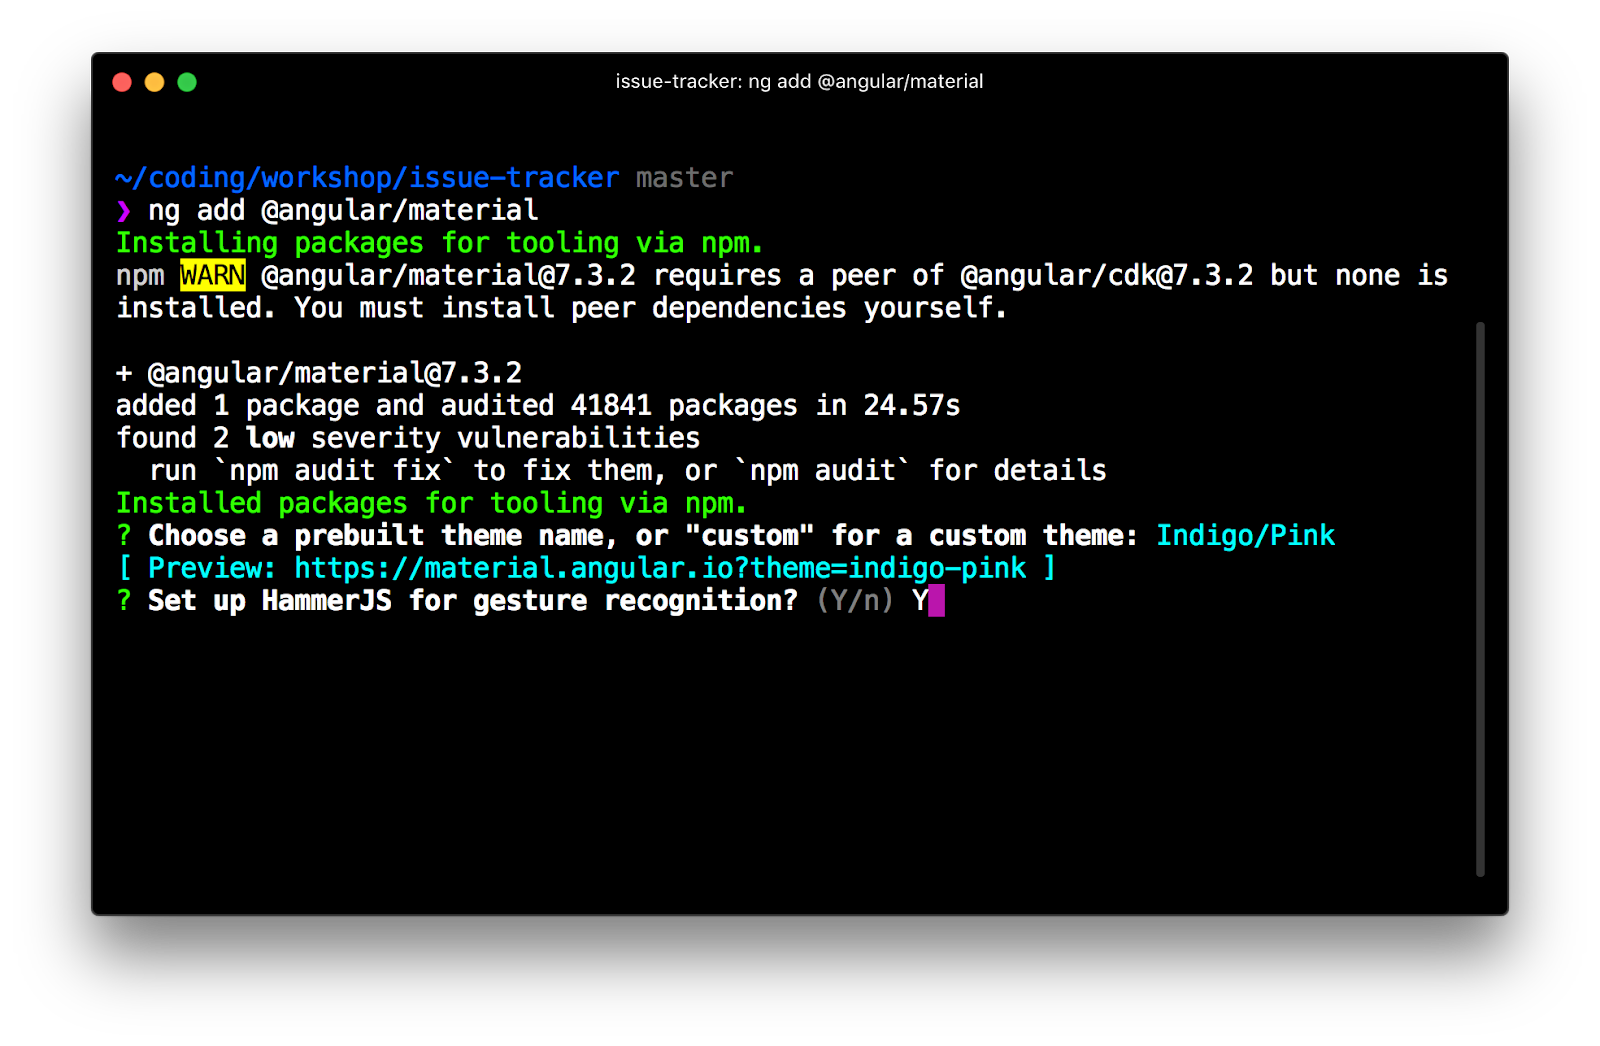 issue-tracker: ng add @angular/material
~/coding/workshop/issue-tracker master
❯ ng add @angular/material
Installing packages for tooling via npm.
npm WARN @angular/material@7.3.2 requires a peer of @angular/cdk@7.3.2 but none is
installed. You must install peer dependencies yourself.
+ @angular/material@7.3.2
added 1 package and audited 41841 packages in 24.57s
found 2 low severity vulnerabilities
  run `npm audit fix` to fix them, or `npm audit` for details
Installed packages for tooling via npm.
? Choose a prebuilt theme name, or "custom" for a custom theme: Indigo/Pink
[ Preview: https://material.angular.io?theme=indigo-pink ]
? Set up HammerJS for gesture recognition? (Y/n) Y